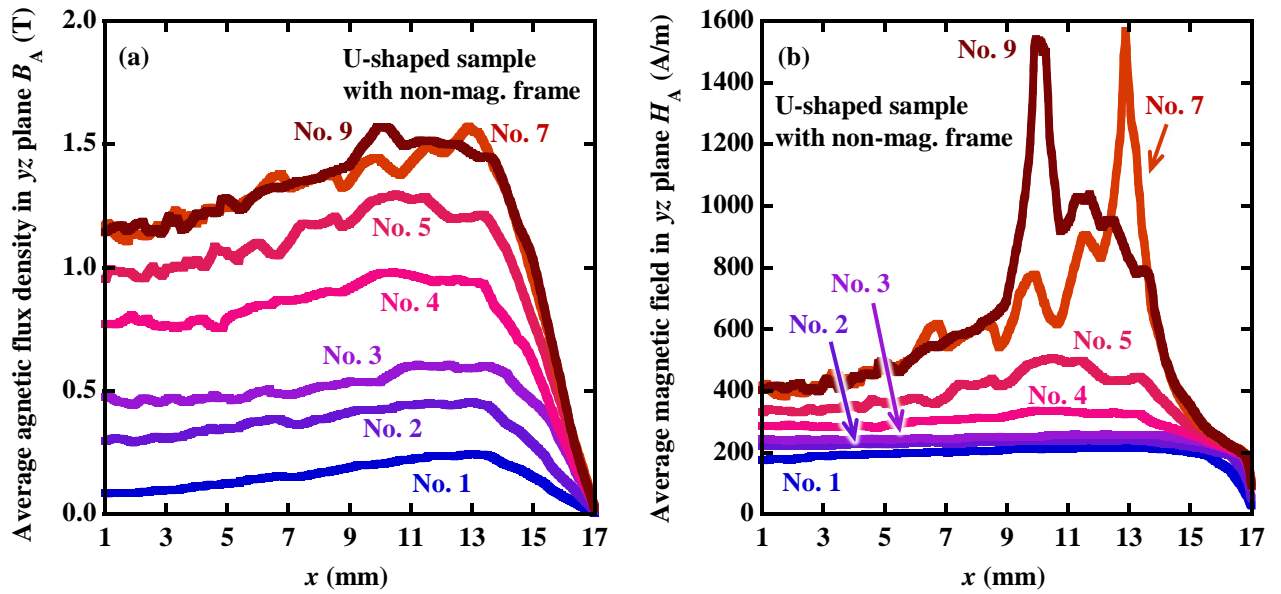 Average agnetic flux density in yz plane B_A (T)
2.0
1.5
1.0
0.5
0.0
(a)
U-shaped sample
with non-mag. frame
No. 9
No. 7
No. 5
No. 4
No. 3
No. 2
No. 1
1 3 5 7 9 11 13 15 17
x (mm)
Average magnetic field in yz plane H_A (A/m)
1600
1400
1200
1000
800
600
400
200
0
(b)
No. 9
U-shaped sample
with non-mag. frame
No. 7
No. 3
No. 2
No. 5
No. 4
No. 1
1 3 5 7 9 11 13 15 17
x (mm)